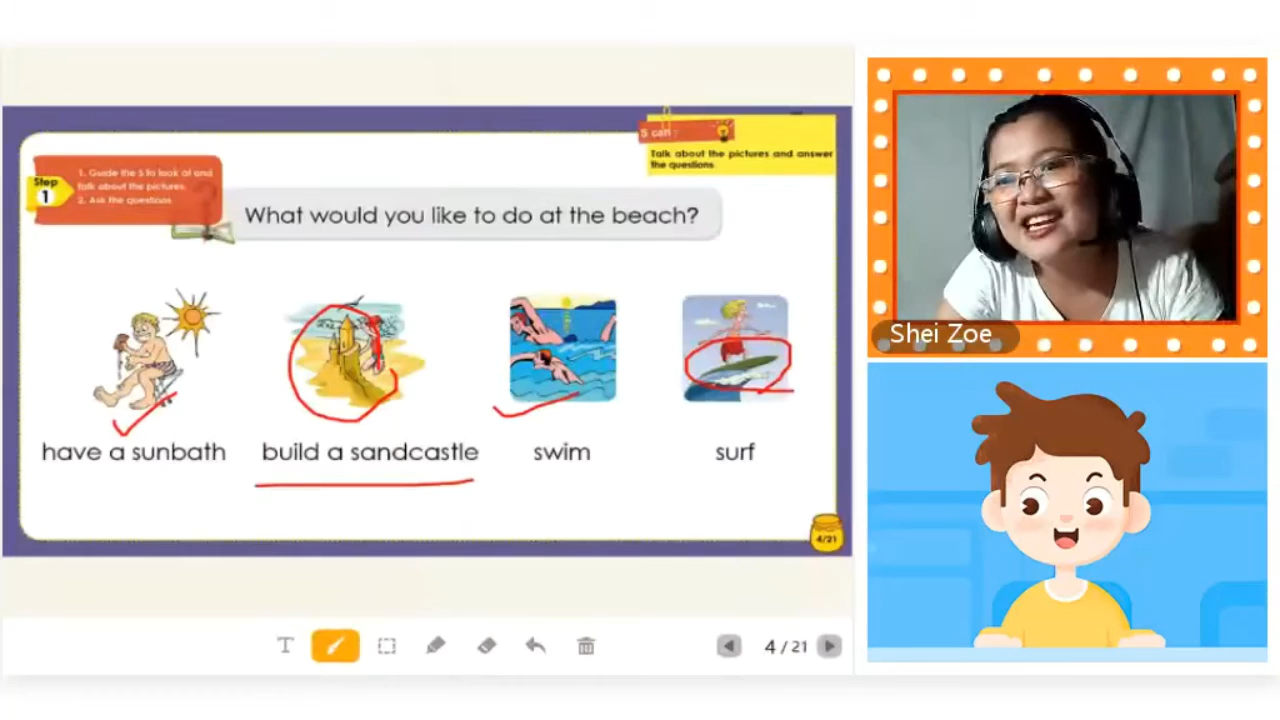 S can :
Talk about the pictures and answer
the questions.
Step
1
1. Guide the S to look at and
talk about the pictures.
2. Ask the questions.
What would you like to do at the beach?
have a sunbath
build a sandcastle
swim
surf
4/21
T
4 / 21
Shei Zoe